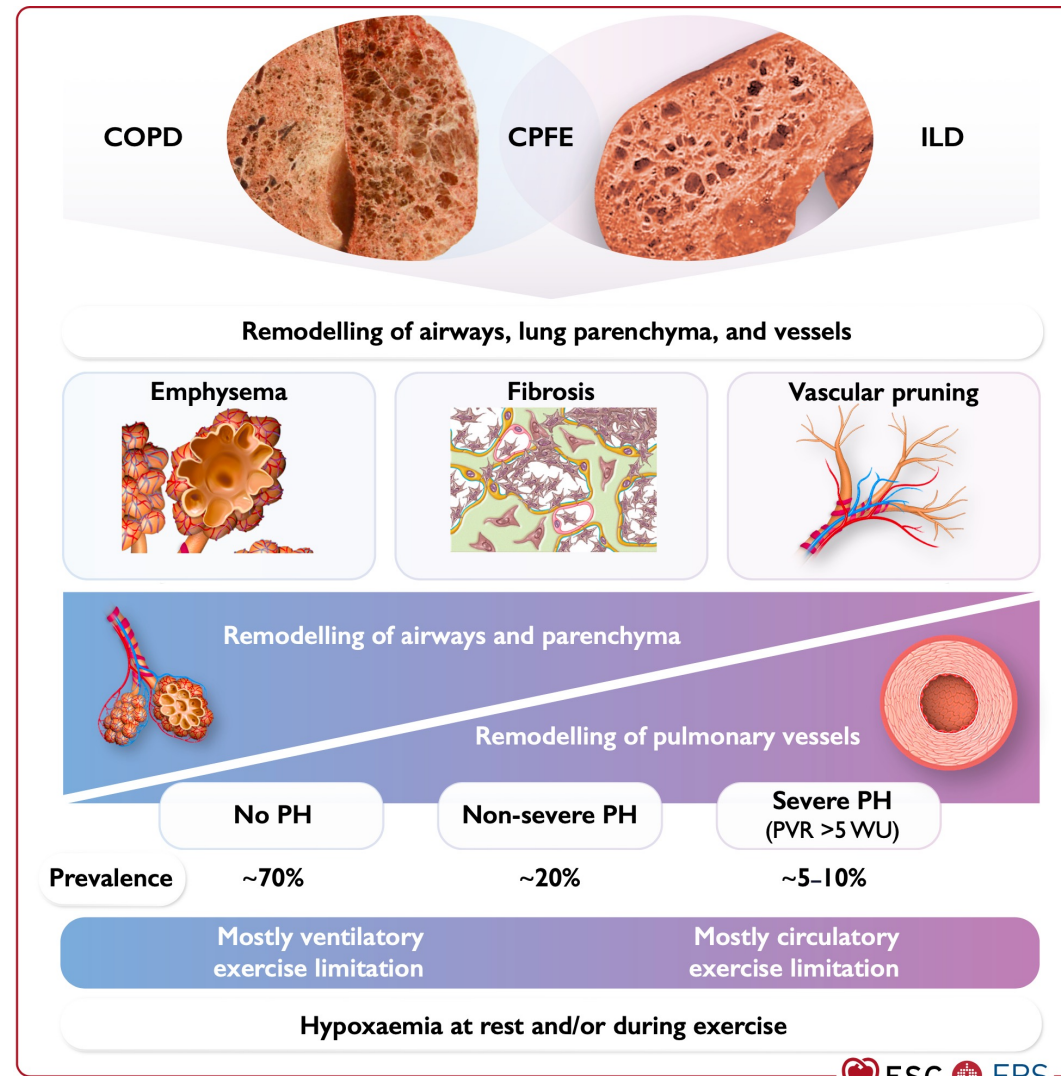 COPD
CPFE
ILD
Remodelling of airways, lung parenchyma, and vessels
Emphysema
Fibrosis
Vascular pruning
Remodelling of airways and parenchyma
Remodelling of pulmonary vessels
No PH
Non-severe PH
Severe PH
(PVR >5 WU)
Prevalence
~70%
~20%
~5–10%
Mostly ventilatory
exercise limitation
Mostly circulatory
exercise limitation
Hypoxaemia at rest and/or during exercise
ESC
ERS